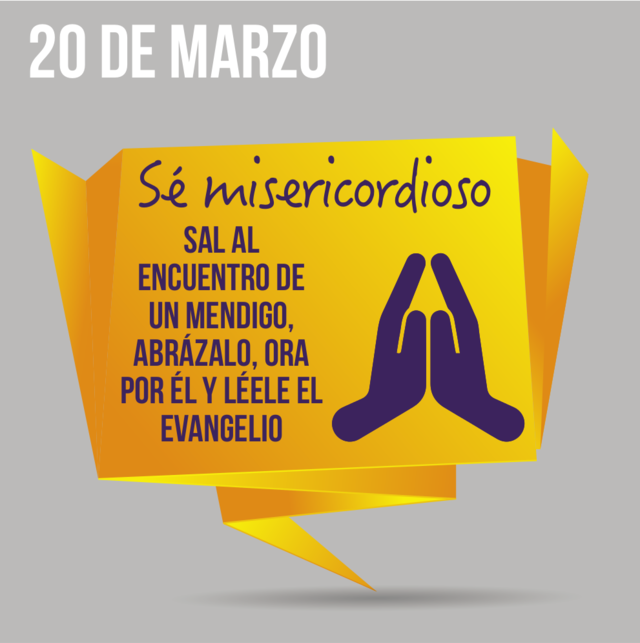 20 DE MARZO
Sé misericordioso
SAL AL
ENCUENTRO DE
UN MENDIGO,
ABRÁZALO, ORA
POR ÉL Y LÉELE EL
EVANGELIO